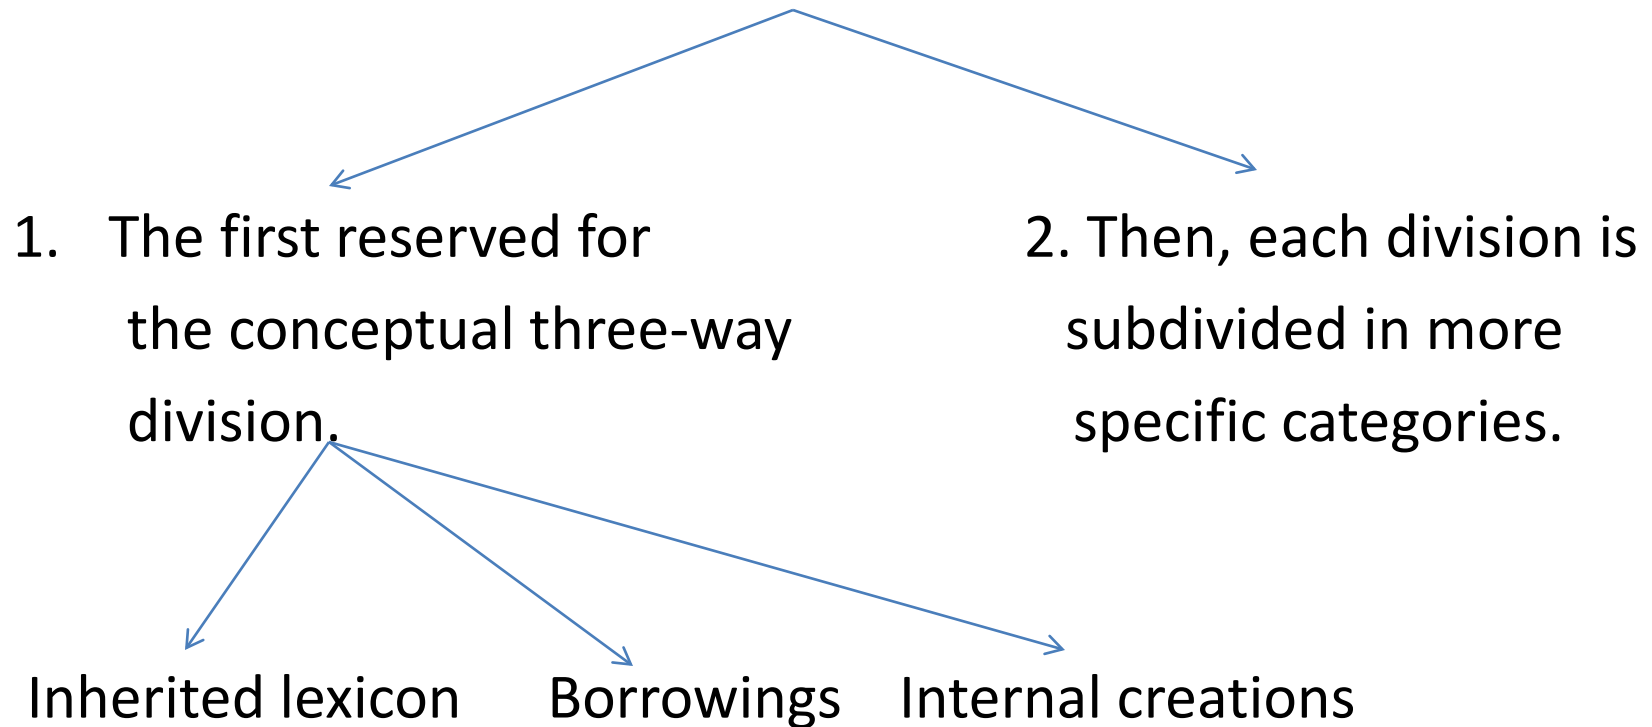 1. The first reserved for
the conceptual three-way
division.
2. Then, each division is
subdivided in more
specific categories.
Inherited lexicon
Borrowings
Internal creations